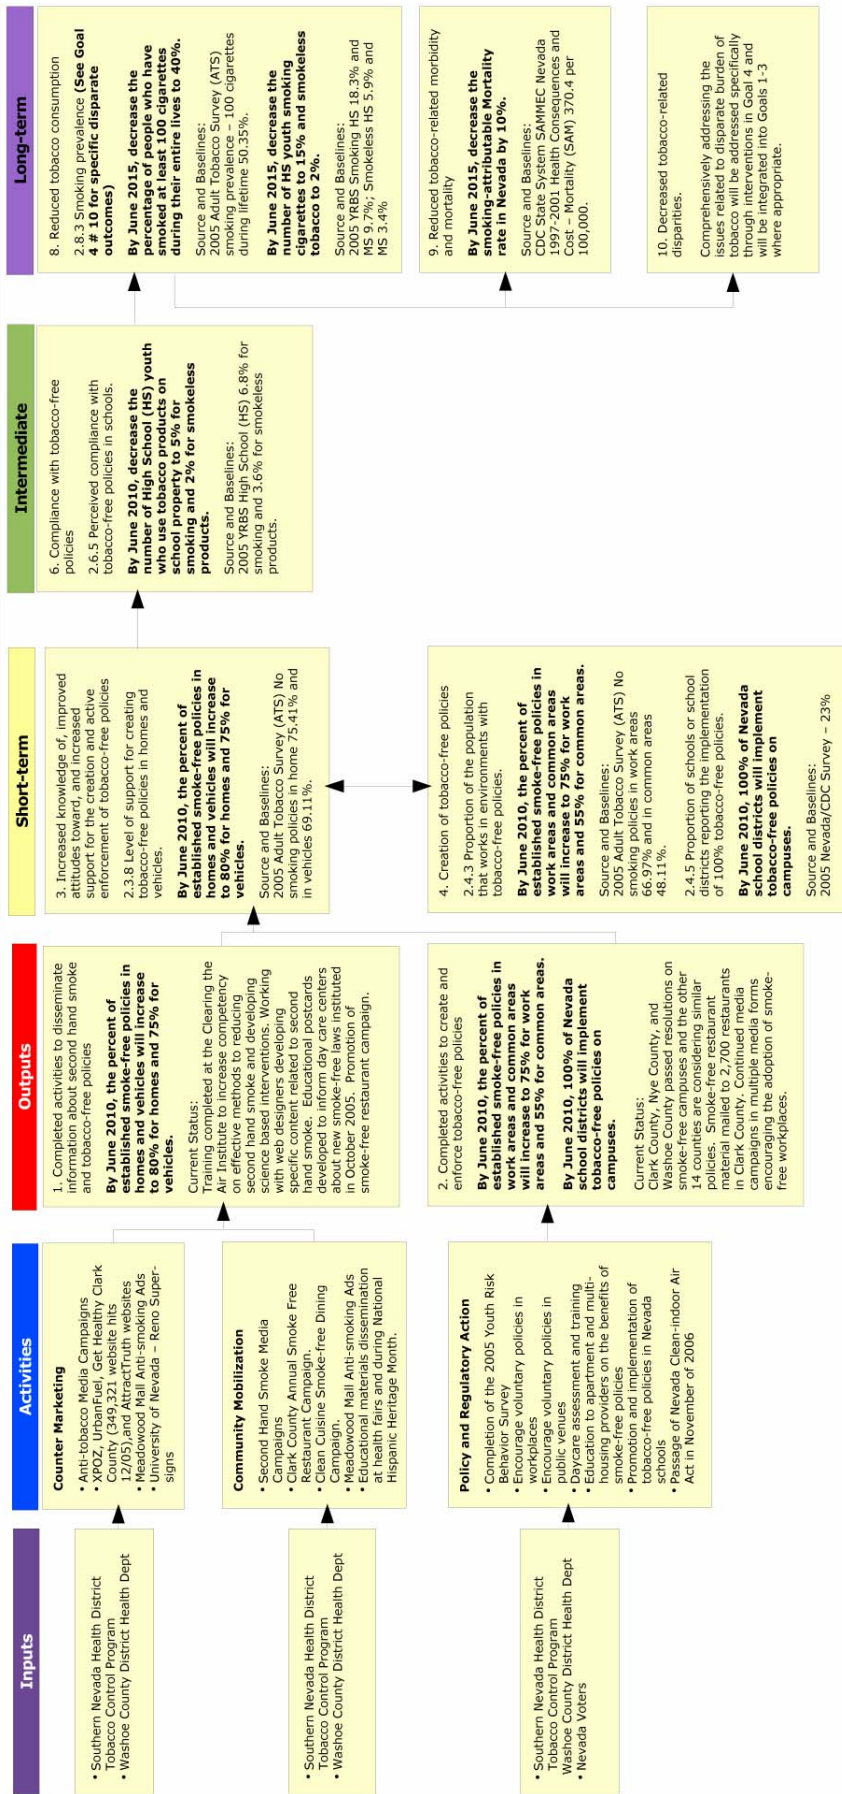 Inputs
• Southern Nevada Health District
Tobacco Control Program
• Washoe County District Health Dept
• Southern Nevada Health District
Tobacco Control Program
• Washoe County District Health Dept
• Southern Nevada Health District
Tobacco Control Program
Washoe County District Health Dept
• Nevada Voters
Activities
Counter Marketing
• Anti-tobacco Media Campaigns
• XPOZ, UrbanFuel, Get Healthy Clark
County (349,321 website hits
12/05),and AttractTruth websites
• Meadowood Mall Anti-smoking Ads
• University of Nevada – Reno Super-
signs
Community Mobilization
• Second Hand Smoke Media
Campaigns
• Clark County Annual Smoke Free
Restaurant Campaign.
• Clean Cuisine Smoke-free Dining
Campaign.
• Meadowood Mall Anti-smoking Ads
• Educational materials dissemination
at health fairs and during National
Hispanic Heritage Month.
Policy and Regulatory Action
• Completion of the 2005 Youth Risk
Behavior Survey
• Encourage voluntary policies in
workplaces
• Encourage voluntary policies in
public venues
• Daycare assessment and training
• Education to apartment and multi-
housing providers on the benefits of
smoke-free policies
• Promotion and implementation of
tobacco-free policies in Nevada
schools
• Passage of Nevada Clean-indoor Air
Act in November of 2006
Outputs
1. Completed activities to disseminate
information about second hand smoke
and tobacco-free policies
By June 2010, the percent of
established smoke-free policies in
homes and vehicles will increase
to 80% for homes and 75% for
vehicles.
Current Status:
Training completed at the Clearing the
Air Institute to increase competency
on effective methods to reducing
second hand smoke and developing
science based interventions. Working
with web designers developing
specific content related to second
hand smoke. Educational postcards
developed to inform day care centers
about new smoke-free laws instituted
in October 2005. Promotion of
smoke-free restaurant campaign.
2. Completed activities to create and
enforce tobacco-free policies
By June 2010, the percent of
established smoke-free policies in
work areas and common areas
will increase to 75% for work
areas and 55% for common areas.
By June 2010, 100% of Nevada
school districts will implement
tobacco-free policies on
campuses.
Current Status:
Clark County, Nye County, and
Washoe County passed resolutions on
smoke-free campuses and the other
14 counties are considering similar
policies. Smoke-free restaurant
material mailed to 2,700 restaurants
in Clark County. Continued media
campaigns in multiple media forms
encouraging the adoption of smoke-
free workplaces.
Short-term
3. Increased knowledge of, improved
attitudes toward, and increased
support for the creation and active
enforcement of tobacco-free policies
2.3.8 Level of support for creating
tobacco-free policies in homes and
vehicles.
By June 2010, the percent of
established smoke-free policies in
homes and vehicles will increase
to 80% for homes and 75% for
vehicles.
Source and Baselines:
2005 Adult Tobacco Survey (ATS) No
smoking policies in home 75.41% and
in vehicles 69.11%.
4. Creation of tobacco-free policies
2.4.3 Proportion of the population
that works in environments with
tobacco-free policies.
By June 2010, the percent of
established smoke-free policies in
work areas and common areas
will increase to 75% for work
areas and 55% for common areas.
Source and Baselines:
2005 Adult Tobacco Survey (ATS) No
smoking policies in work areas
66.97% and in common areas
48.11%.
2.4.5 Proportion of schools or school
districts reporting the implementation
of 100% tobacco-free policies.
By June 2010, 100% of Nevada
school districts will implement
tobacco-free policies on
campuses.
Source and Baselines:
2005 Nevada/CDC Survey – 23%
Intermediate
6. Compliance with tobacco-free
policies
2.6.5 Perceived compliance with
tobacco-free policies in schools.
By June 2010, decrease the
number of High School (HS) youth
who use tobacco products on
school property to 5% for
smoking and 2% for smokeless
products.
Source and Baselines:
2005 YRBS High School (HS) 6.8% for
smoking and 3.6% for smokeless
products.
Long-term
8. Reduced tobacco consumption
2.8.3 Smoking prevalence (See Goal
4 # 10 for specific disparate
outcomes)
By June 2015, decrease the
percentage of people who have
smoked at least 100 cigarettes
during their entire lives to 40%.
Source and Baselines:
2005 Adult Tobacco Survey (ATS)
smoking prevalence – 100 cigarettes
during lifetime 50.35%.
By June 2015, decrease the
number of HS youth smoking
cigarettes to 15% and smokeless
tobacco to 2%.
Source and Baselines:
2005 YRBS Smoking HS 18.3% and
MS 9.7%; Smokeless HS 5.9% and
MS 3.4%
9. Reduced tobacco-related morbidity
and mortality
By June 2015, decrease the
smoking-attributable Mortality
rate in Nevada by 10%.
Source and Baselines:
CDC State System SAMMEC Nevada
1997-2001 Health Consequences and
Cost – Mortality (SAM) 370.4 per
100,000.
10. Decreased tobacco-related
disparities.
Comprehensively addressing the
issues related to disparate burden of
tobacco will be addressed specifically
through interventions in Goal 4 and
will be integrated into Goals 1-3
where appropriate.